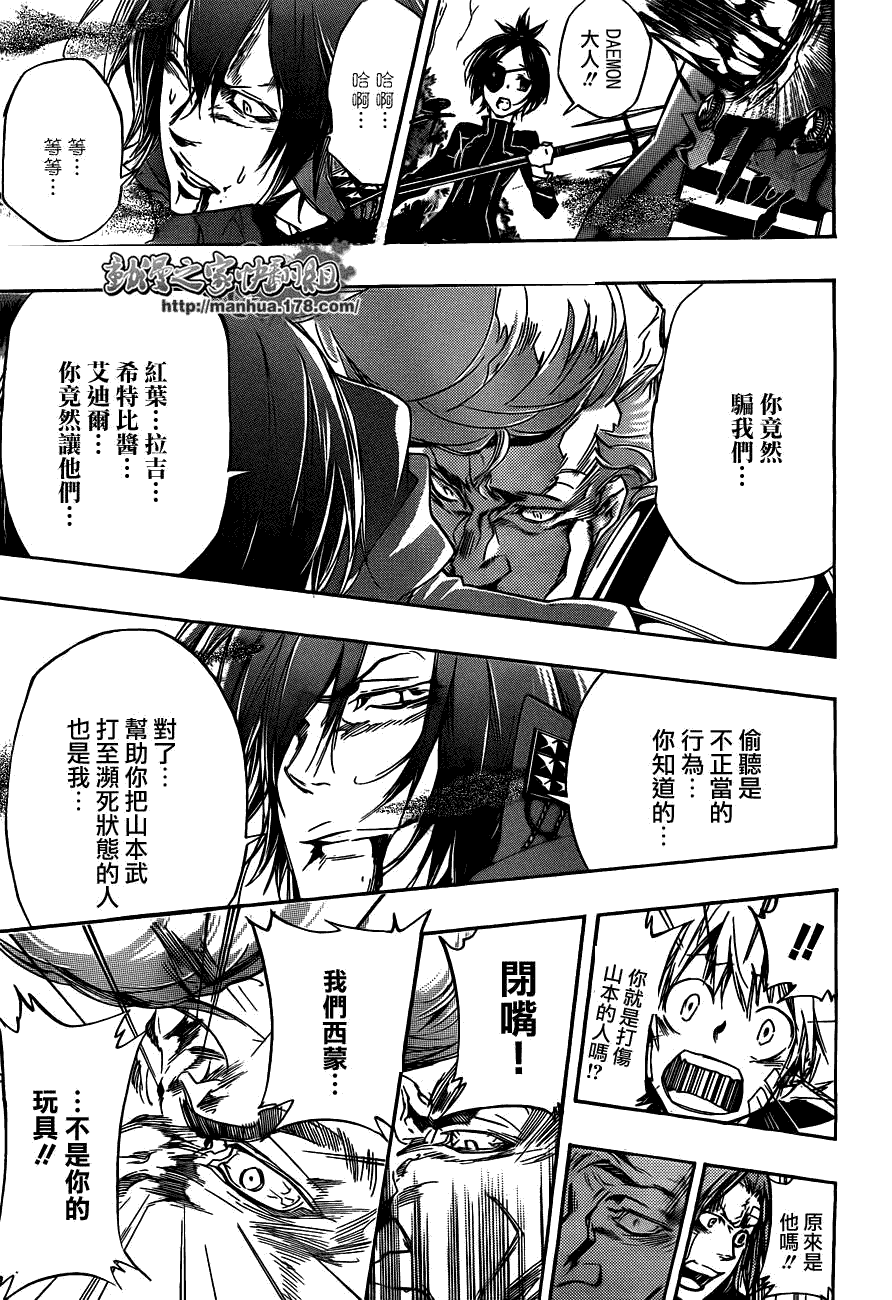 DAEMON
大人!!
哈啊…
哈啊…
等…
等等…
動漫之家快翻組
http://manhua.178.com/
你竟然
騙我們…
紅葉…拉吉…
希特比醬…
艾迪爾…
你竟然讓他們…
偷聽是
不正當的
行為…
你知道的…
對了…
幫助你把山本武
打至瀕死狀態的人
也是我…
!!
你就是打傷
山本的人嗎!?
原來是
他嗎!!
閉嘴!
我們西蒙…
…不是你的
玩具!!